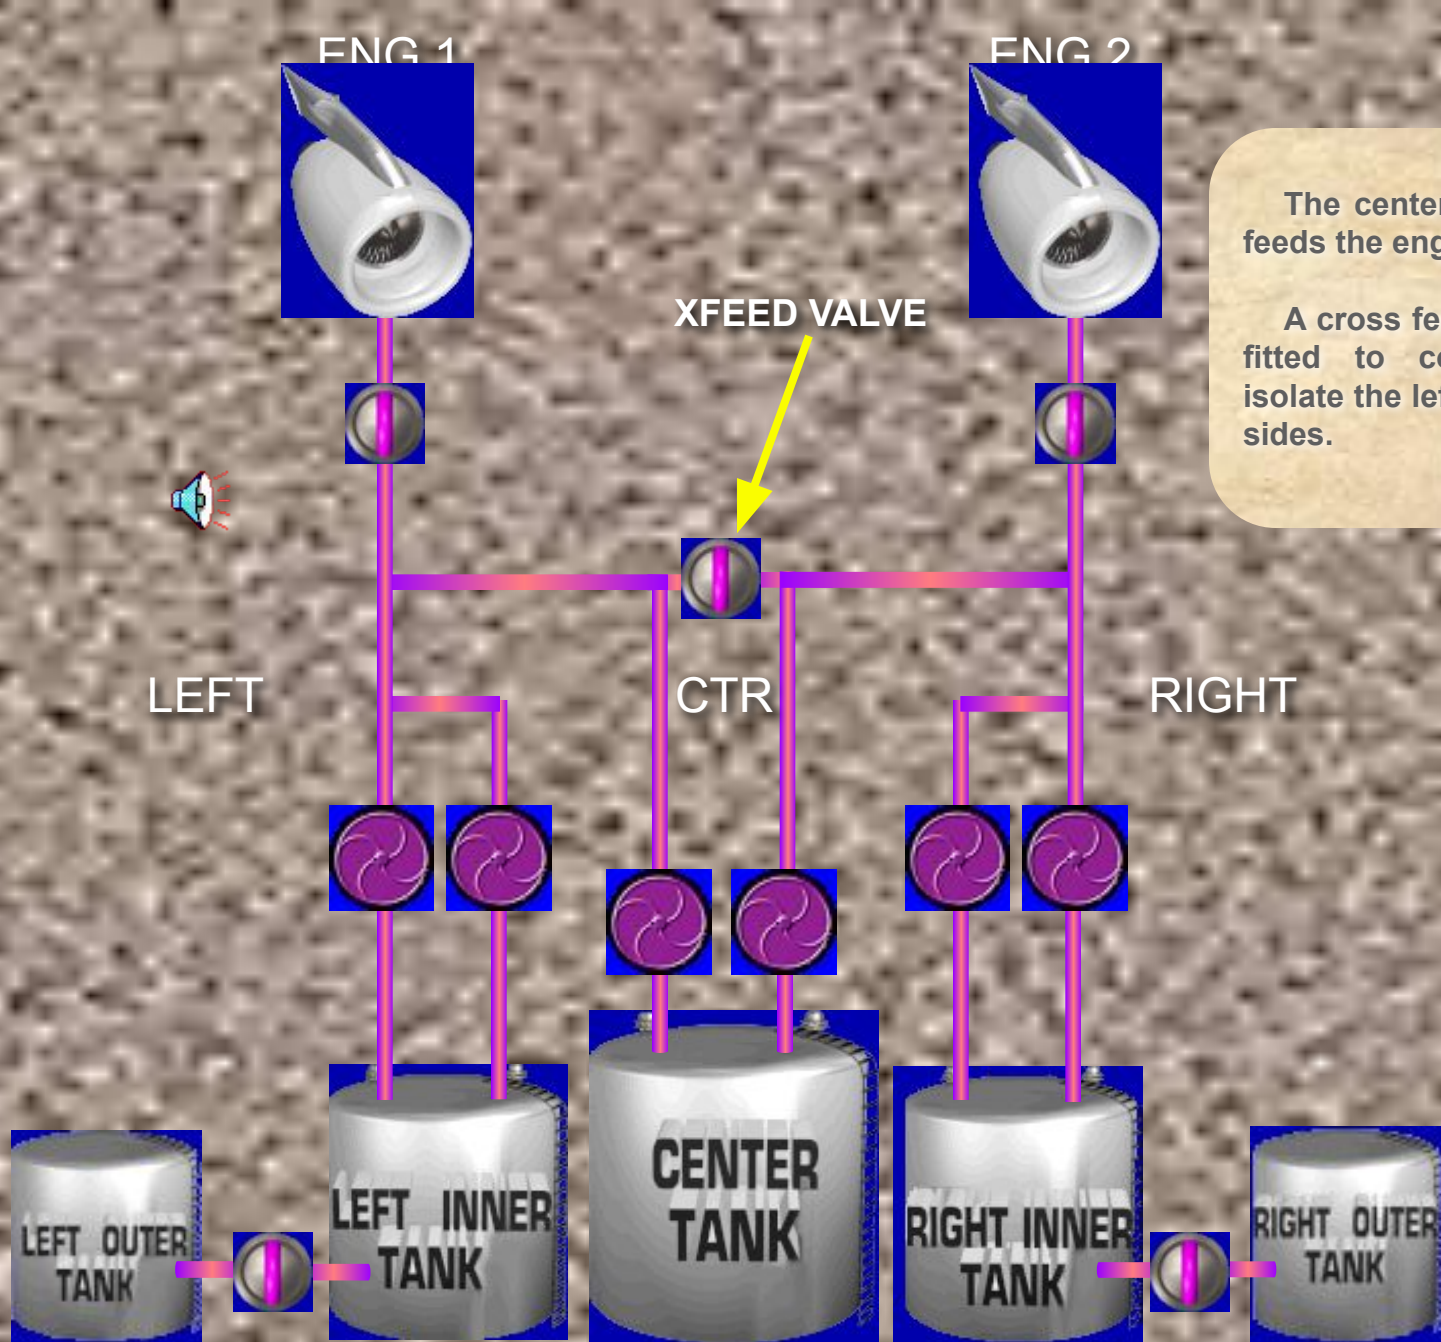 ENG 1
ENG 2
The center
feeds the eng
A cross fe
fitted to
isolate the
sides.
XFEED VALVE
LEFT
CTR
RIGHT
LEFT OUTER
TANK
LEFT INNER
TANK
CENTER
TANK
RIGHT INNER
TANK
RIGHT OUTER
TANK